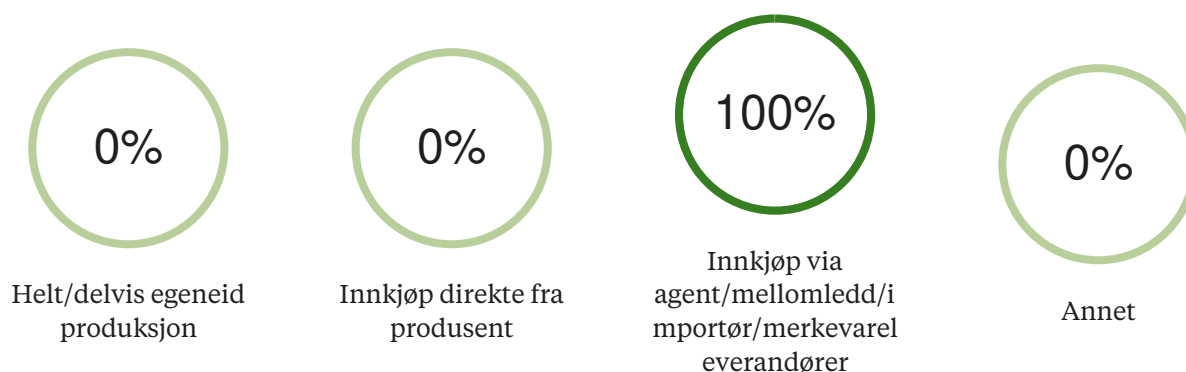 0%
Helt/delvis egeneid
produksjon
0%
Innkjøp direkte fra
produsent
100%
Innkjøp via
agent/mellomledd/i
mportør/merkevarel
everandører
0%
Annet